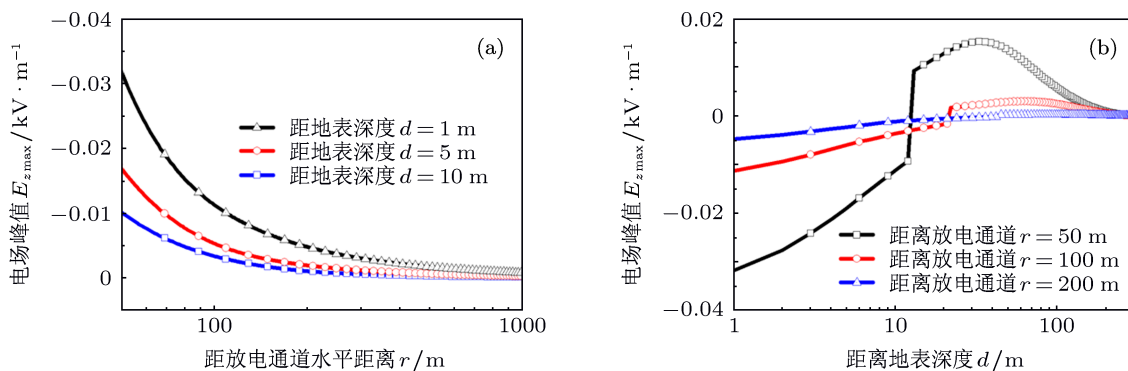 (a)
−0.04
−0.03
−0.02
−0.01
0
电场峰值 E_{z max}/kV · m⁻¹
距地表深度 d = 1 m
距地表深度 d = 5 m
距地表深度 d = 10 m
100
1000
距放电通道水平距离 r/m
(b)
0.02
0
−0.02
−0.04
电场峰值 E_{z max}/kV · m⁻¹
距离放电通道 r = 50 m
距离放电通道 r = 100 m
距离放电通道 r = 200 m
1
10
100
距离地表深度 d/m